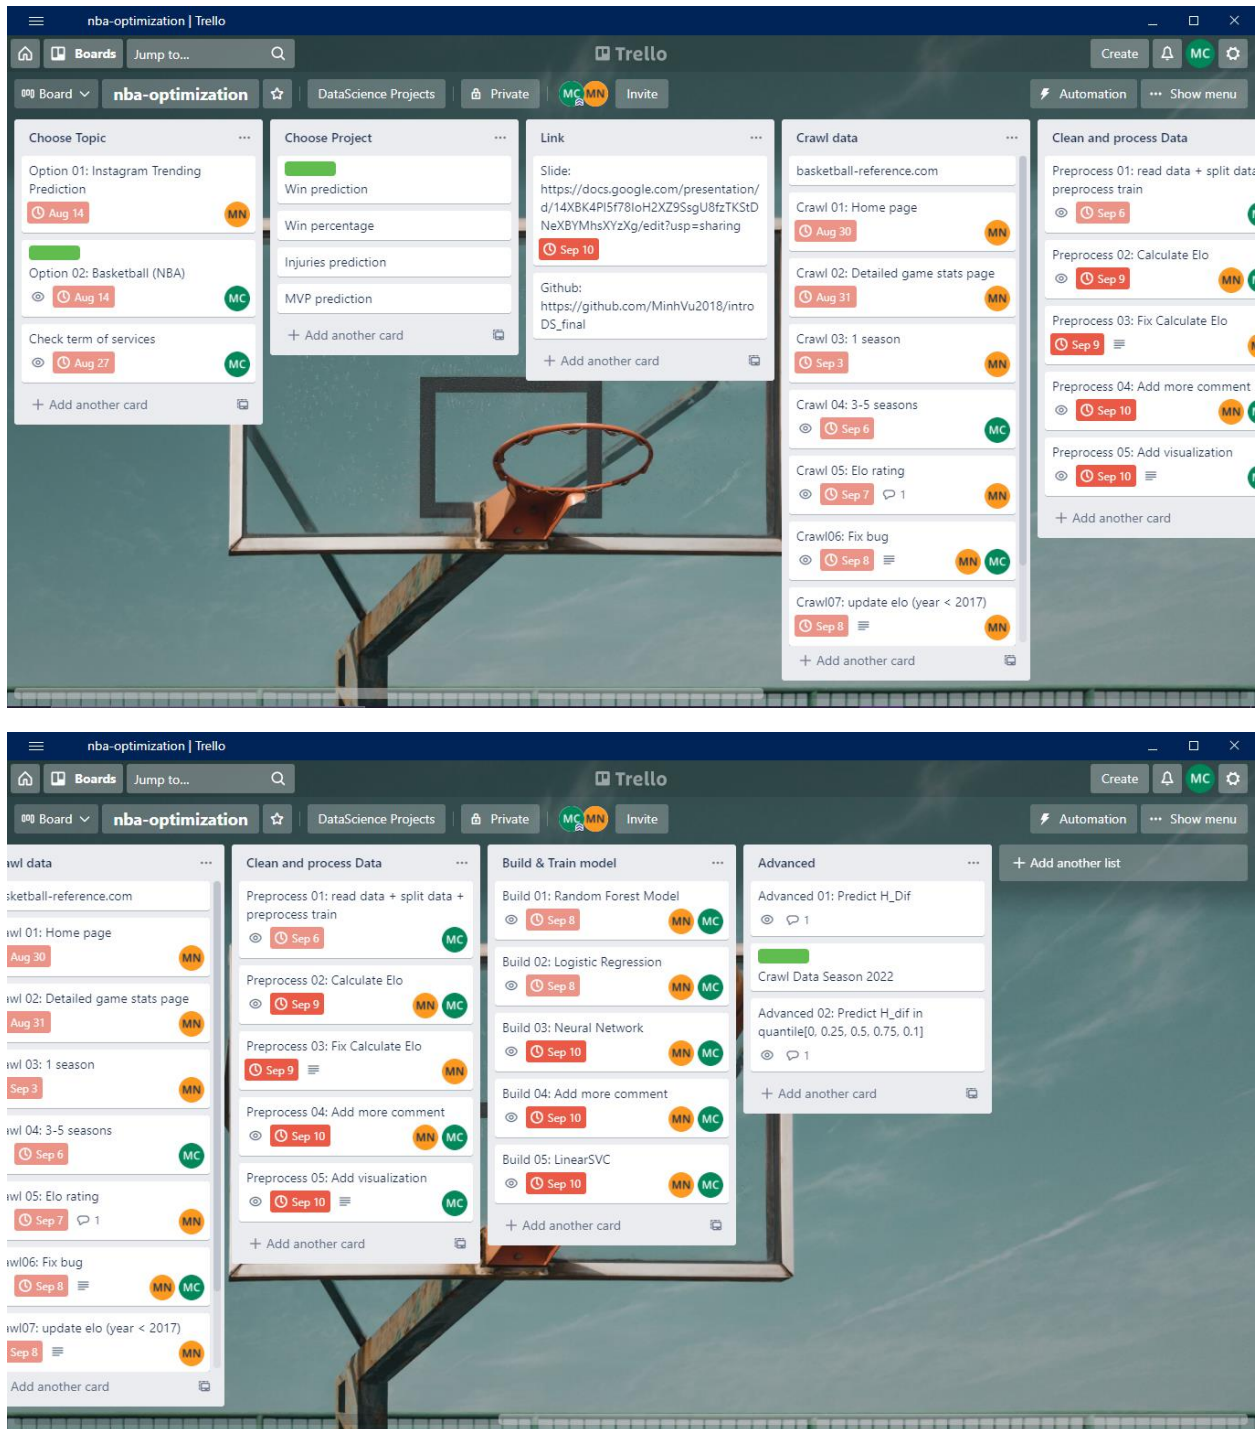 nba-optimization | Trello
Boards
Jump to...
Trello
Create
MC
Board
nba-optimization
DataScience Projects
Private
MC MN
Invite
Automation
Show menu
Choose Topic
Option 01: Instagram Trending
Prediction
Aug 14
MN
Option 02: Basketball (NBA)
Aug 14
MC
Check term of services
Aug 27
MC
+ Add another card
Choose Project
Win prediction
Win percentage
Injuries prediction
MVP prediction
+ Add another card
Link
Slide:
https://docs.google.com/presentation/
d/14XBK4PI5f78IoH2XZ9SsgU8fzTKStD
NeXBYMhsXYzXg/edit?usp=sharing
Sep 10
Github:
https://github.com/MinhVu2018/intro
DS_final
+ Add another card
Crawl data
basketball-reference.com
Crawl 01: Home page
Aug 30
MN
Crawl 02: Detailed game stats page
Aug 31
MN
Crawl 03: 1 season
Sep 3
MN
Crawl 04: 3-5 seasons
Sep 6
MC
Crawl 05: Elo rating
Sep 7
1
MN
Crawl06: Fix bug
Sep 8
MN MC
Crawl07: update elo (year < 2017)
Sep 8
MN
+ Add another card
Clean and process Data
Preprocess 01: read data + split data
preprocess train
Sep 6
Preprocess 02: Calculate Elo
Sep 9
MN
Preprocess 03: Fix Calculate Elo
Sep 9
Preprocess 04: Add more comment
Sep 10
MN
Preprocess 05: Add visualization
Sep 10
+ Add another card
nba-optimization | Trello
Boards
Jump to...
Trello
Create
MC
Board
nba-optimization
DataScience Projects
Private
MC MN
Invite
Automation
Show menu
wl data
sketball-reference.com
wl 01: Home page
Aug 30
MN
wl 02: Detailed game stats page
Aug 31
MN
wl 03: 1 season
Sep 3
MN
wl 04: 3-5 seasons
Sep 6
MC
wl 05: Elo rating
Sep 7
1
MN
wl06: Fix bug
Sep 8
MN MC
wl07: update elo (year < 2017)
Sep 8
MN
Add another card
Clean and process Data
Preprocess 01: read data + split data +
preprocess train
Sep 6
MC
Preprocess 02: Calculate Elo
Sep 9
MN MC
Preprocess 03: Fix Calculate Elo
Sep 9
MN
Preprocess 04: Add more comment
Sep 10
MN MC
Preprocess 05: Add visualization
Sep 10
MC
+ Add another card
Build & Train model
Build 01: Random Forest Model
Sep 8
MN MC
Build 02: Logistic Regression
Sep 8
MN MC
Build 03: Neural Network
Sep 10
MN MC
Build 04: Add more comment
Sep 10
MN MC
Build 05: LinearSVC
Sep 10
MN MC
+ Add another card
Advanced
Advanced 01: Predict H_Dif
1
Crawl Data Season 2022
Advanced 02: Predict H_dif in
quantile[0, 0.25, 0.5, 0.75, 0.1]
1
+ Add another card
+ Add another list